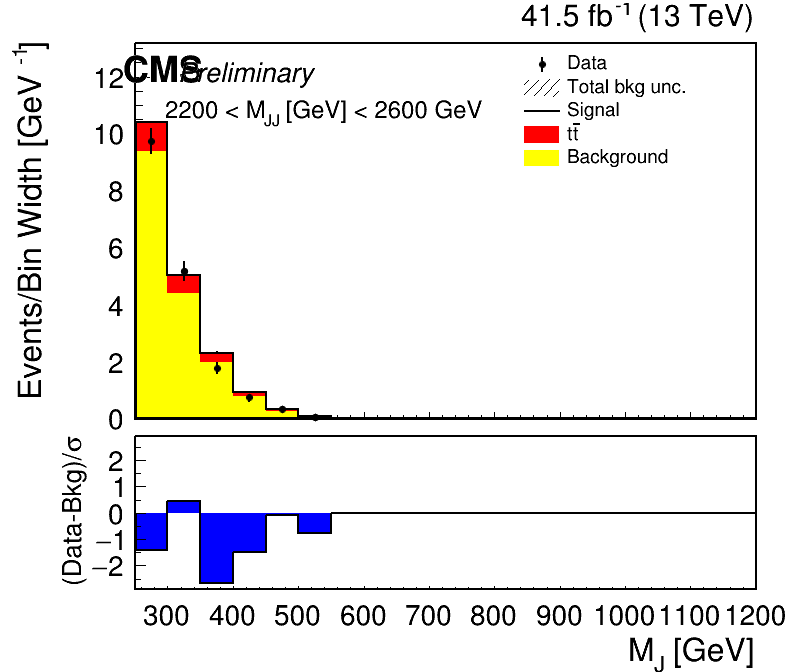 41.5 fb⁻¹ (13 TeV)
CMS Preliminary
2200 < M_JJ [GeV] < 2600 GeV
Data
Total bkg unc.
Signal
tt̄
Background
Events/Bin Width [GeV⁻¹]
12
10
8
6
4
2
0
(Data-Bkg)/σ
2
1
0
−1
−2
300 400 500 600 700 800 900 1000 1100 1200
M_J [GeV]